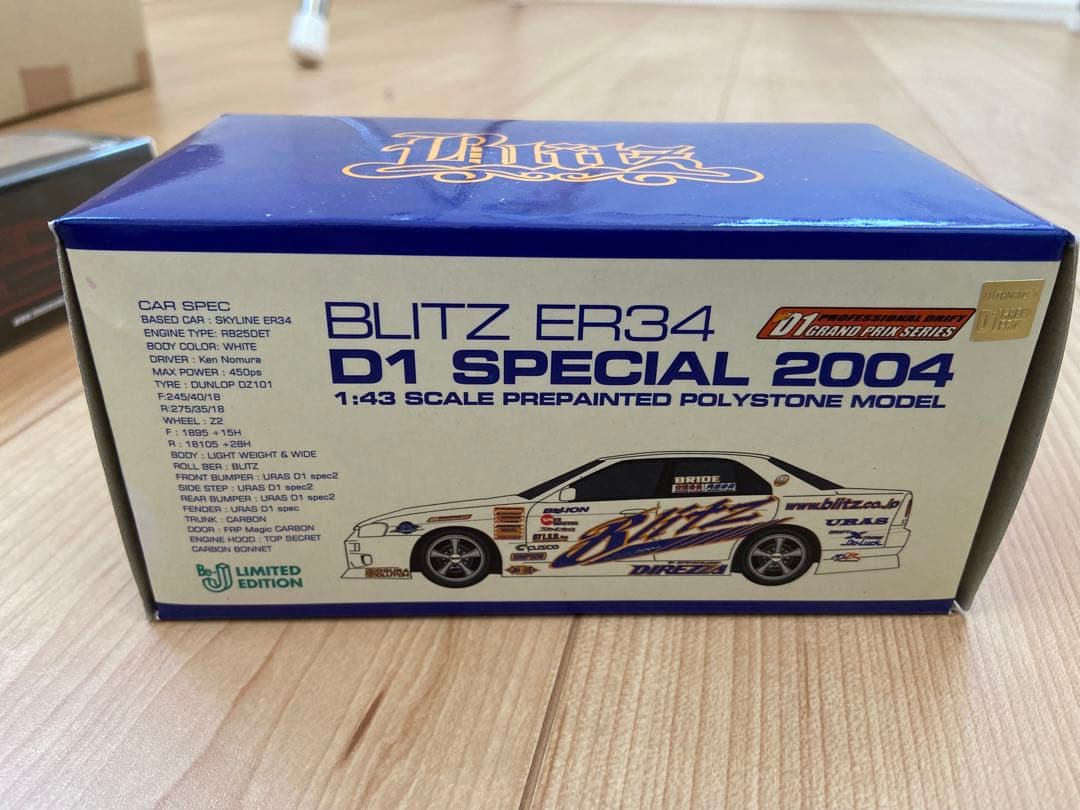 Blitz
CAR SPEC
BASED CAR : SKYLINE ER34
ENGINE TYPE: RB25DET
BODY COLOR: WHITE
DRIVER : Ken Nomura
MAX POWER : 450ps
TYRE : DUNLOP DZ101
F:245/40/18
R:275/35/18
WHEEL : Z2
F : 1895 +15H
R : 18105 +28H
BODY : LIGHT WEIGHT & WIDE
ROLL BER : BLITZ
FRONT BUMPER : URAS D1 spec2
SIDE STEP : URAS D1 spec2
REAR BUMPER : URAS D1 spec2
FENDER : URAS D1 spec
TRUNK : CARBON
DOOR : FRP Magic CARBON
ENGINE HOOD : TOP SECRET
CARBON BONNET
Be-J LIMITED
EDITION
BLITZ ER34
D1 SPECIAL 2004
1:43 SCALE PREPAINTED POLYSTONE MODEL
D1 PROFESSIONAL DRIFT
GRAND PRIX SERIES
BRIDE
Blitz
www.blitz.co.jp
URAS
CUSCO
SIMPSON
DIREZZA